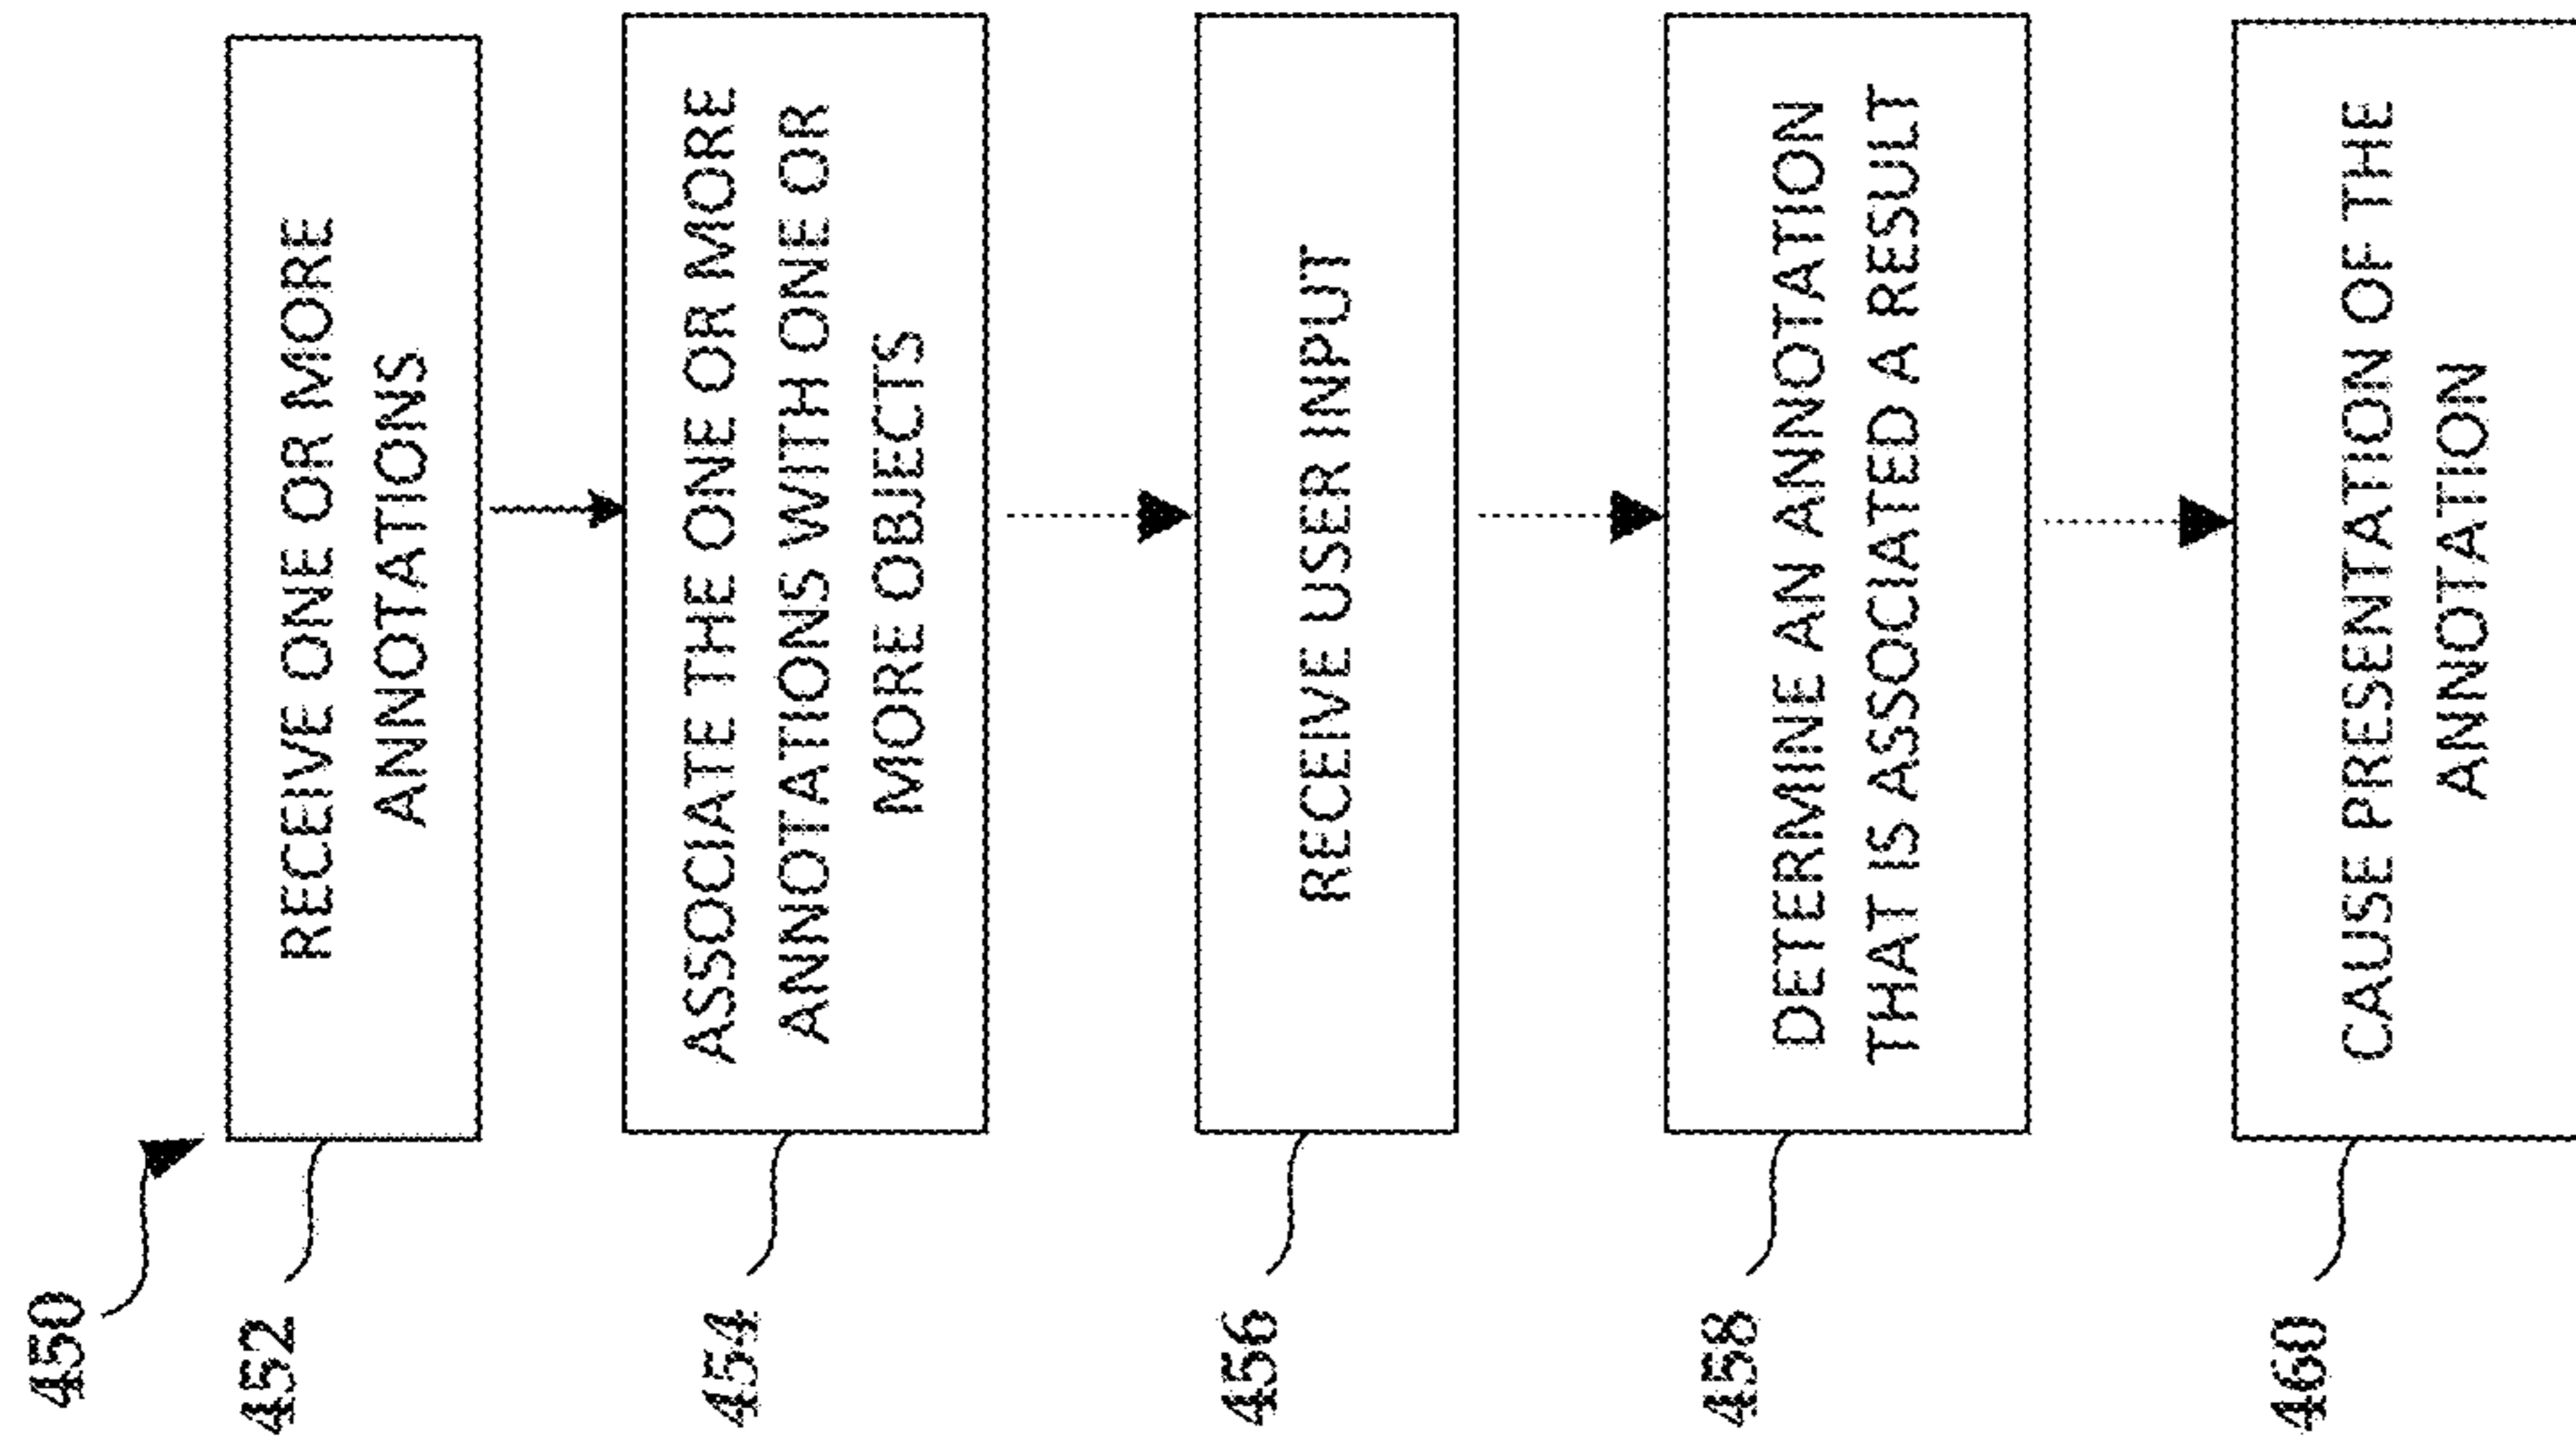 450
452
RECEIVE ONE OR MORE
ANNOTATIONS
454
ASSOCIATE THE ONE OR MORE
ANNOTATIONS WITH ONE OR
MORE OBJECTS
456
RECEIVE USER INPUT
458
DETERMINE AN ANNOTATION
THAT IS ASSOCIATED A RESULT
460
CAUSE PRESENTATION OF THE
ANNOTATION